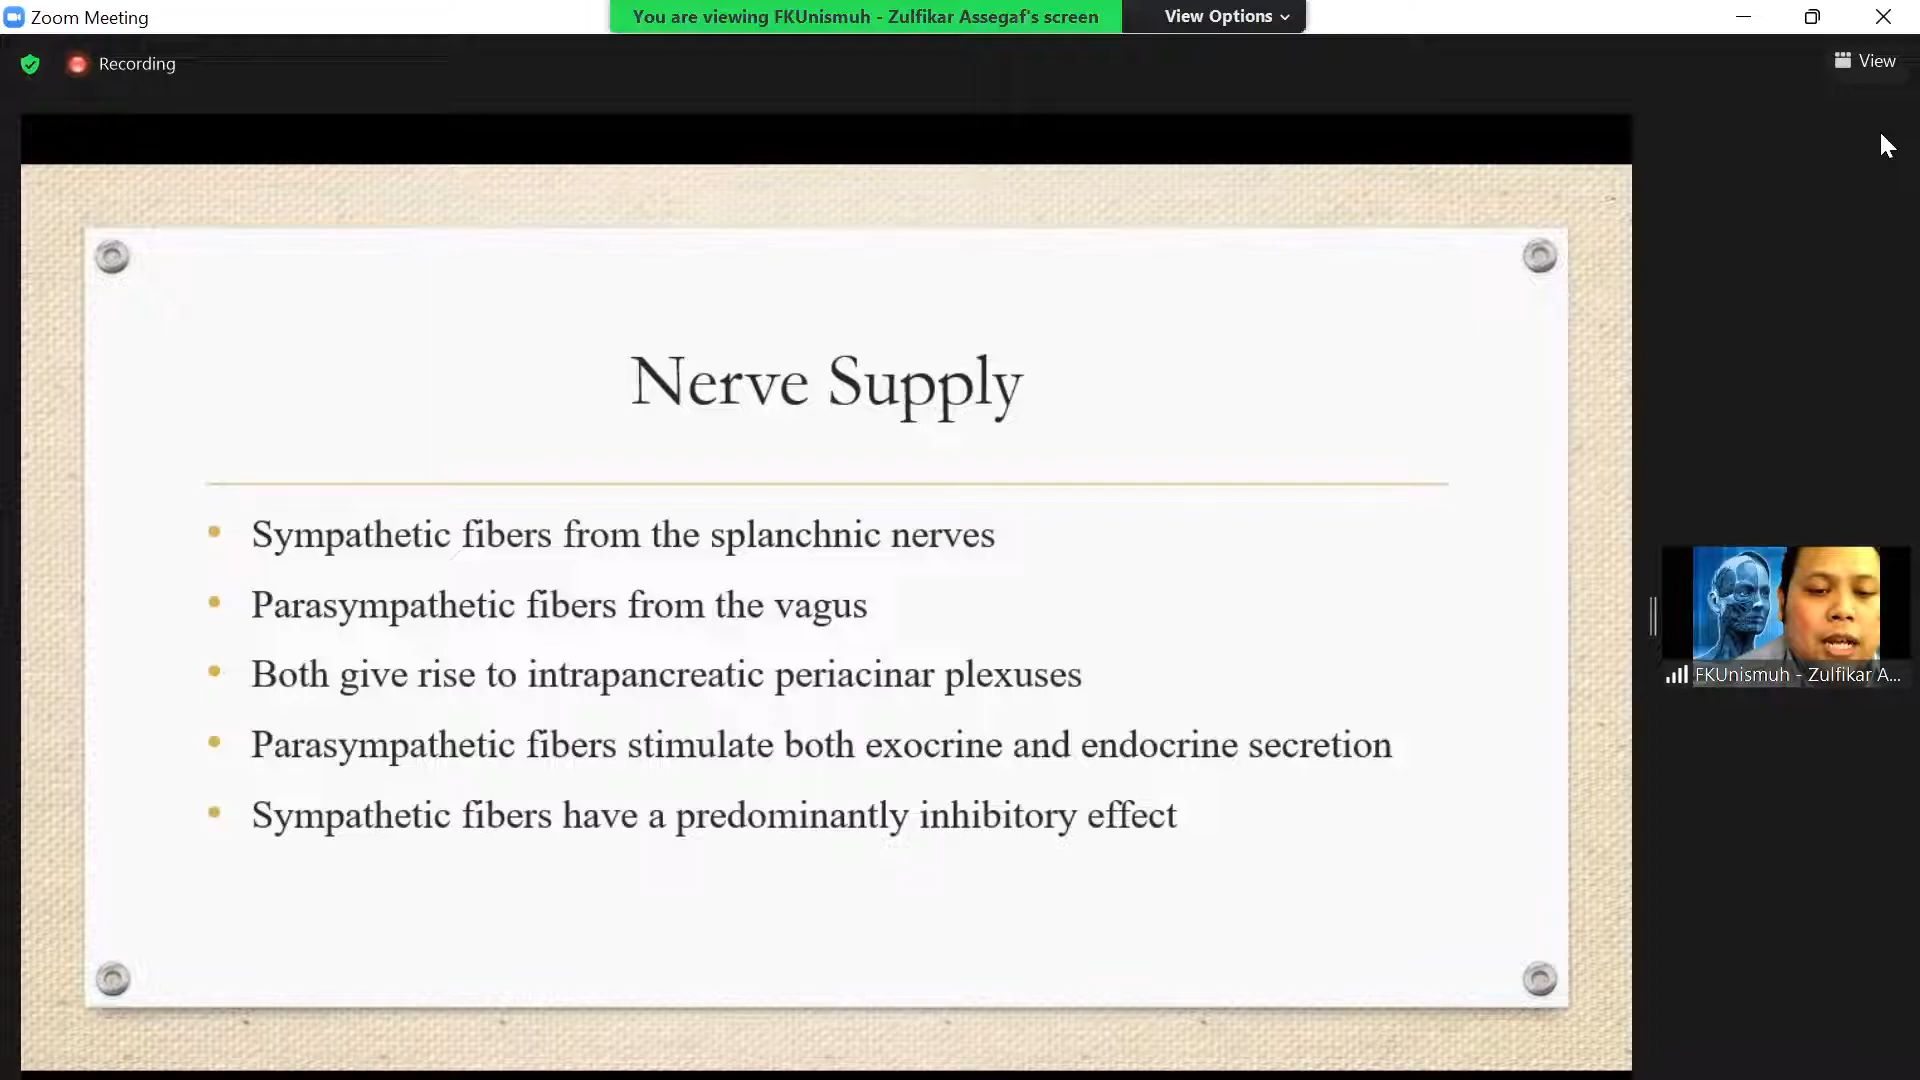 Zoom Meeting
You are viewing FKUnismuh - Zulfikar Assegaf's screen
View Options
Recording
View
Nerve Supply
• Sympathetic fibers from the splanchnic nerves
• Parasympathetic fibers from the vagus
• Both give rise to intrapancreatic periacinar plexuses
• Parasympathetic fibers stimulate both exocrine and endocrine secretion
• Sympathetic fibers have a predominantly inhibitory effect
FKUnismuh - Zulfikar A...